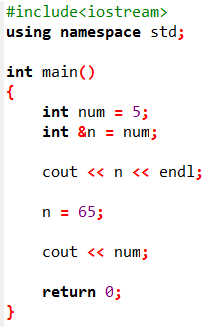 #include<iostream>
using namespace std;
int main()
{
int num = 5;
int &n = num;
cout << n << endl;
n = 65;
cout << num;
return 0;
}